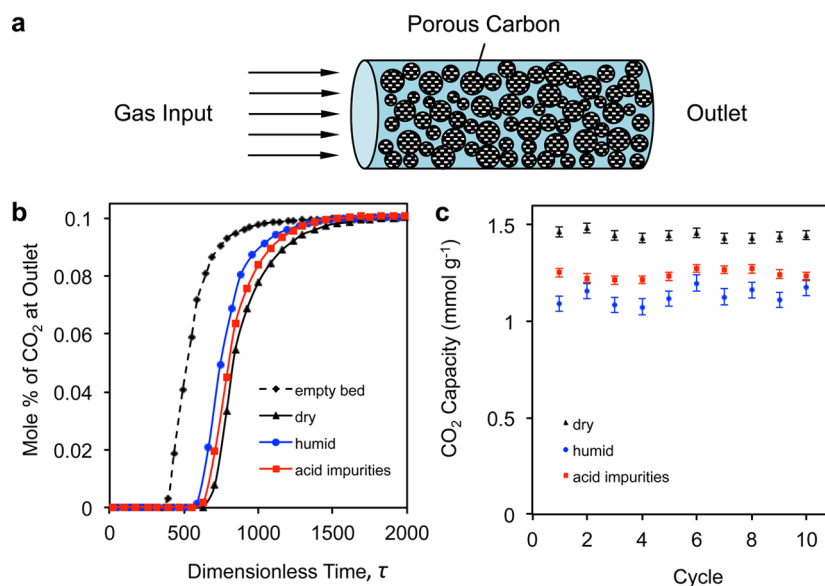 a
Porous Carbon
Gas Input
Outlet
b
Mole % of CO₂ at Outlet
0.1
0.08
0.06
0.04
0.02
0
0
500
1000
1500
2000
empty bed
dry
humid
acid impurities
Dimensionless Time, τ
c
CO₂ Capacity (mmol g⁻¹)
1.5
1
0.5
0
0
2
4
6
8
10
dry
humid
acid impurities
Cycle